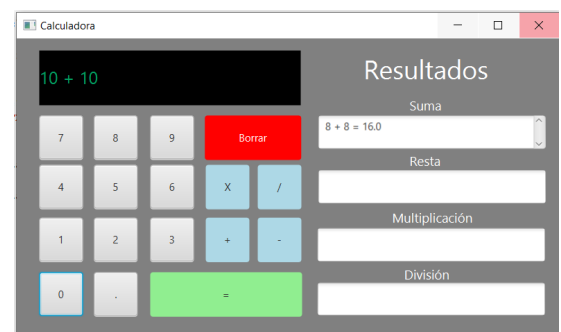 Calculadora
10 + 10
Resultados
Suma
8 + 8 = 16.0
7 8 9 Borrar
Resta
4 5 6 X /
Multiplicación
1 2 3 + -
División
0 . =